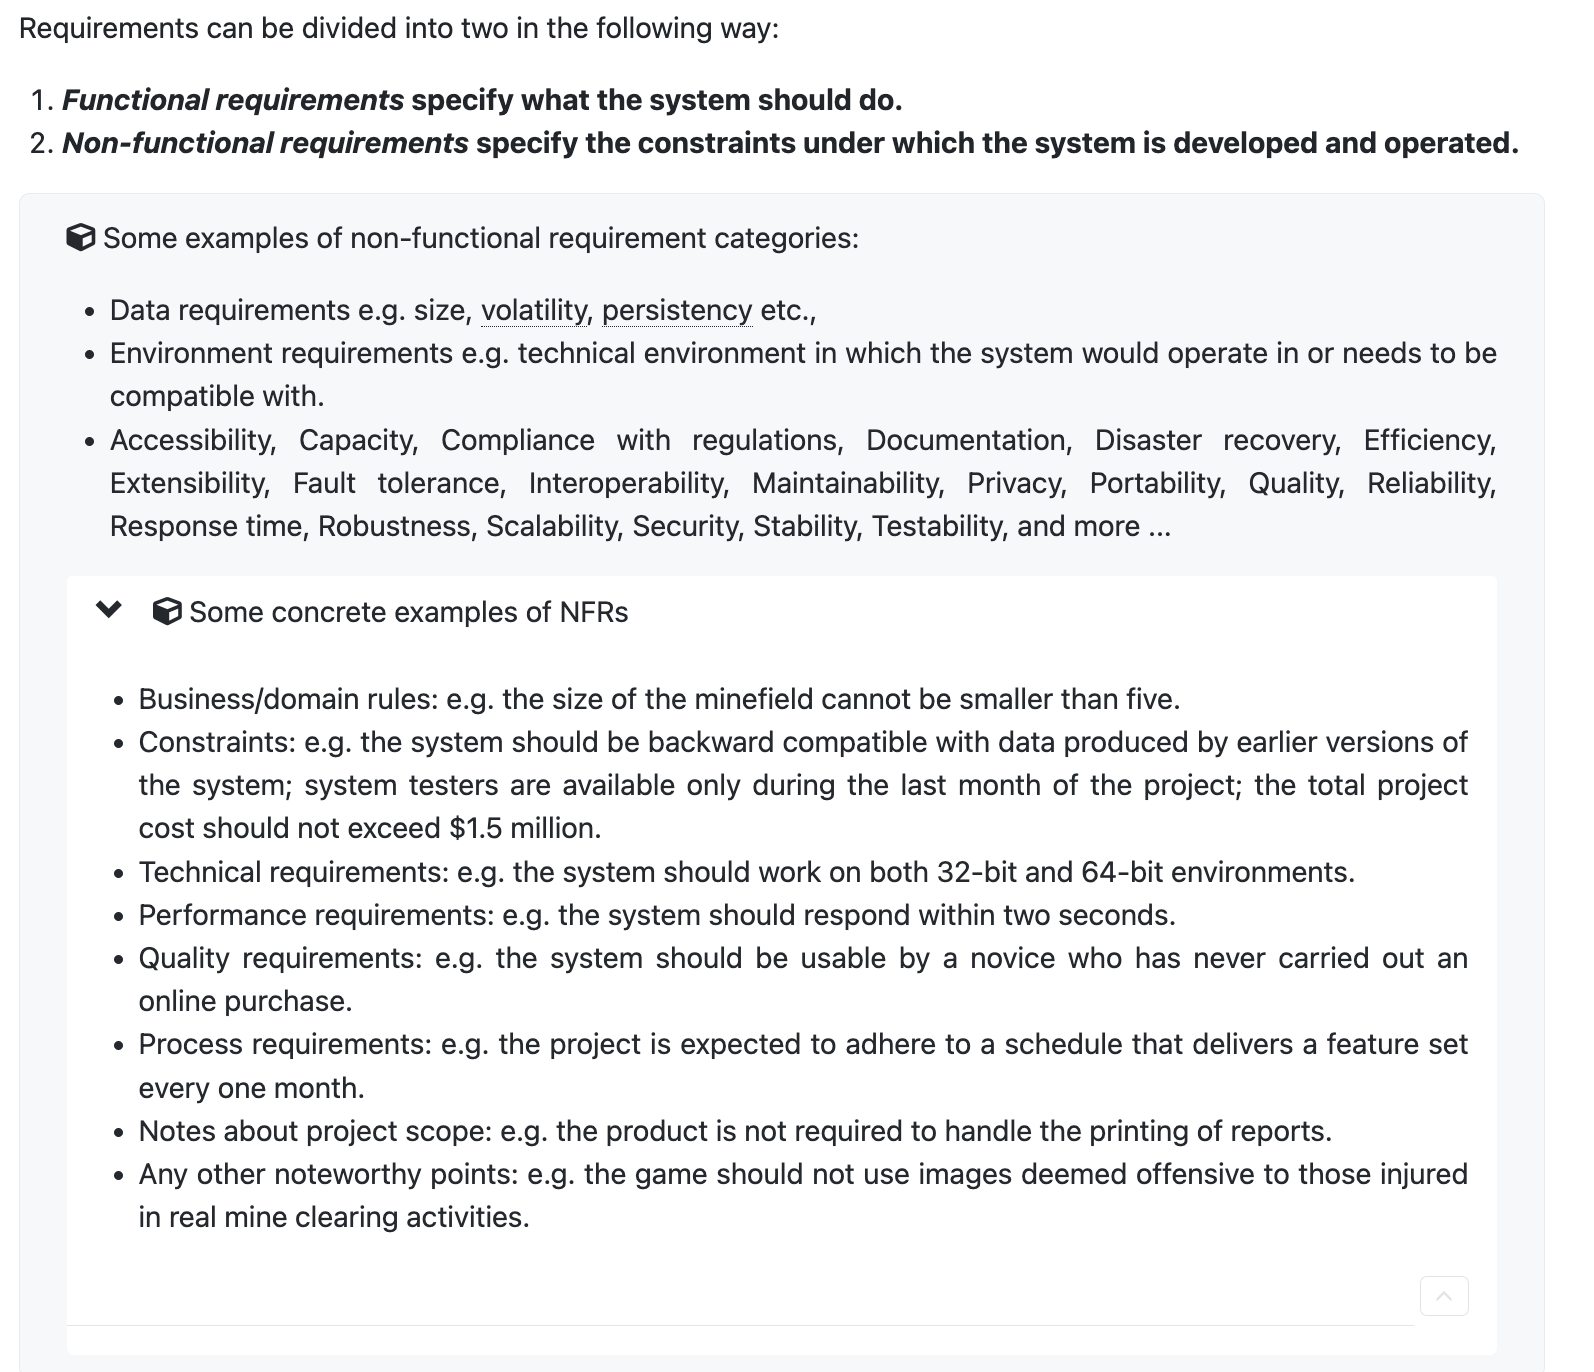 Requirements can be divided into two in the following way:
1. Functional requirements specify what the system should do.
2. Non-functional requirements specify the constraints under which the system is developed and operated.
Some examples of non-functional requirement categories:
• Data requirements e.g. size, volatility, persistency etc.,
• Environment requirements e.g. technical environment in which the system would operate in or needs to be
compatible with.
• Accessibility, Capacity, Compliance with regulations, Documentation, Disaster recovery, Efficiency,
Extensibility, Fault tolerance, Interoperability, Maintainability, Privacy, Portability, Quality, Reliability,
Response time, Robustness, Scalability, Security, Stability, Testability, and more ...
Some concrete examples of NFRs
• Business/domain rules: e.g. the size of the minefield cannot be smaller than five.
• Constraints: e.g. the system should be backward compatible with data produced by earlier versions of
the system; system testers are available only during the last month of the project; the total project
cost should not exceed $1.5 million.
• Technical requirements: e.g. the system should work on both 32-bit and 64-bit environments.
• Performance requirements: e.g. the system should respond within two seconds.
• Quality requirements: e.g. the system should be usable by a novice who has never carried out an
online purchase.
• Process requirements: e.g. the project is expected to adhere to a schedule that delivers a feature set
every one month.
• Notes about project scope: e.g. the product is not required to handle the printing of reports.
• Any other noteworthy points: e.g. the game should not use images deemed offensive to those injured
in real mine clearing activities.